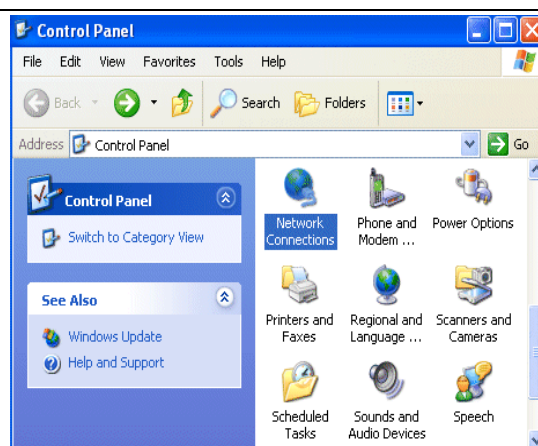 Control Panel
File Edit View Favorites Tools Help
Back Search Folders
Address Control Panel Go
Control Panel
Switch to Category View
See Also
Windows Update
Help and Support
Network Connections
Phone and Modem ...
Power Options
Printers and Faxes
Regional and Language ...
Scanners and Cameras
Scheduled Tasks
Sounds and Audio Devices
Speech